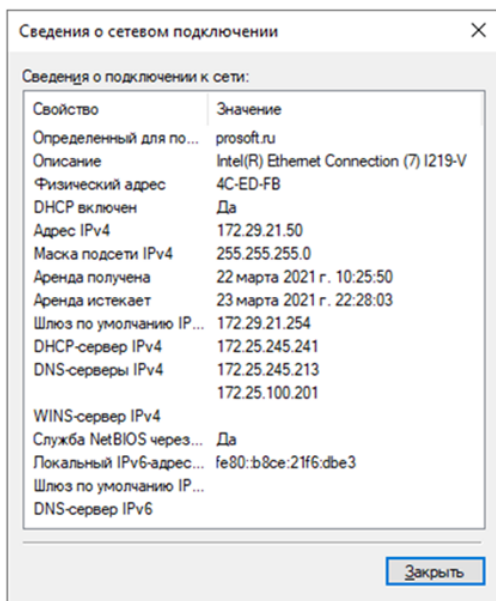 Сведения о сетевом подключении
Сведения о подключении к сети:
Свойство Значение
Определенный для по... prosoft.ru
Описание Intel(R) Ethernet Connection (7) I219-V
Физический адрес 4C-ED-FB
DHCP включен Да
Адрес IPv4 172.29.21.50
Маска подсети IPv4 255.255.255.0
Аренда получена 22 марта 2021 г. 10:25:50
Аренда истекает 23 марта 2021 г. 22:28:03
Шлюз по умолчанию IP... 172.29.21.254
DHCP-сервер IPv4 172.25.245.241
DNS-серверы IPv4 172.25.245.213
172.25.100.201
WINS-сервер IPv4
Служба NetBIOS через... Да
Локальный IPv6-адрес... fe80::b8ce:21f6:dbe3
Шлюз по умолчанию IP...
DNS-сервер IPv6
Закрыть